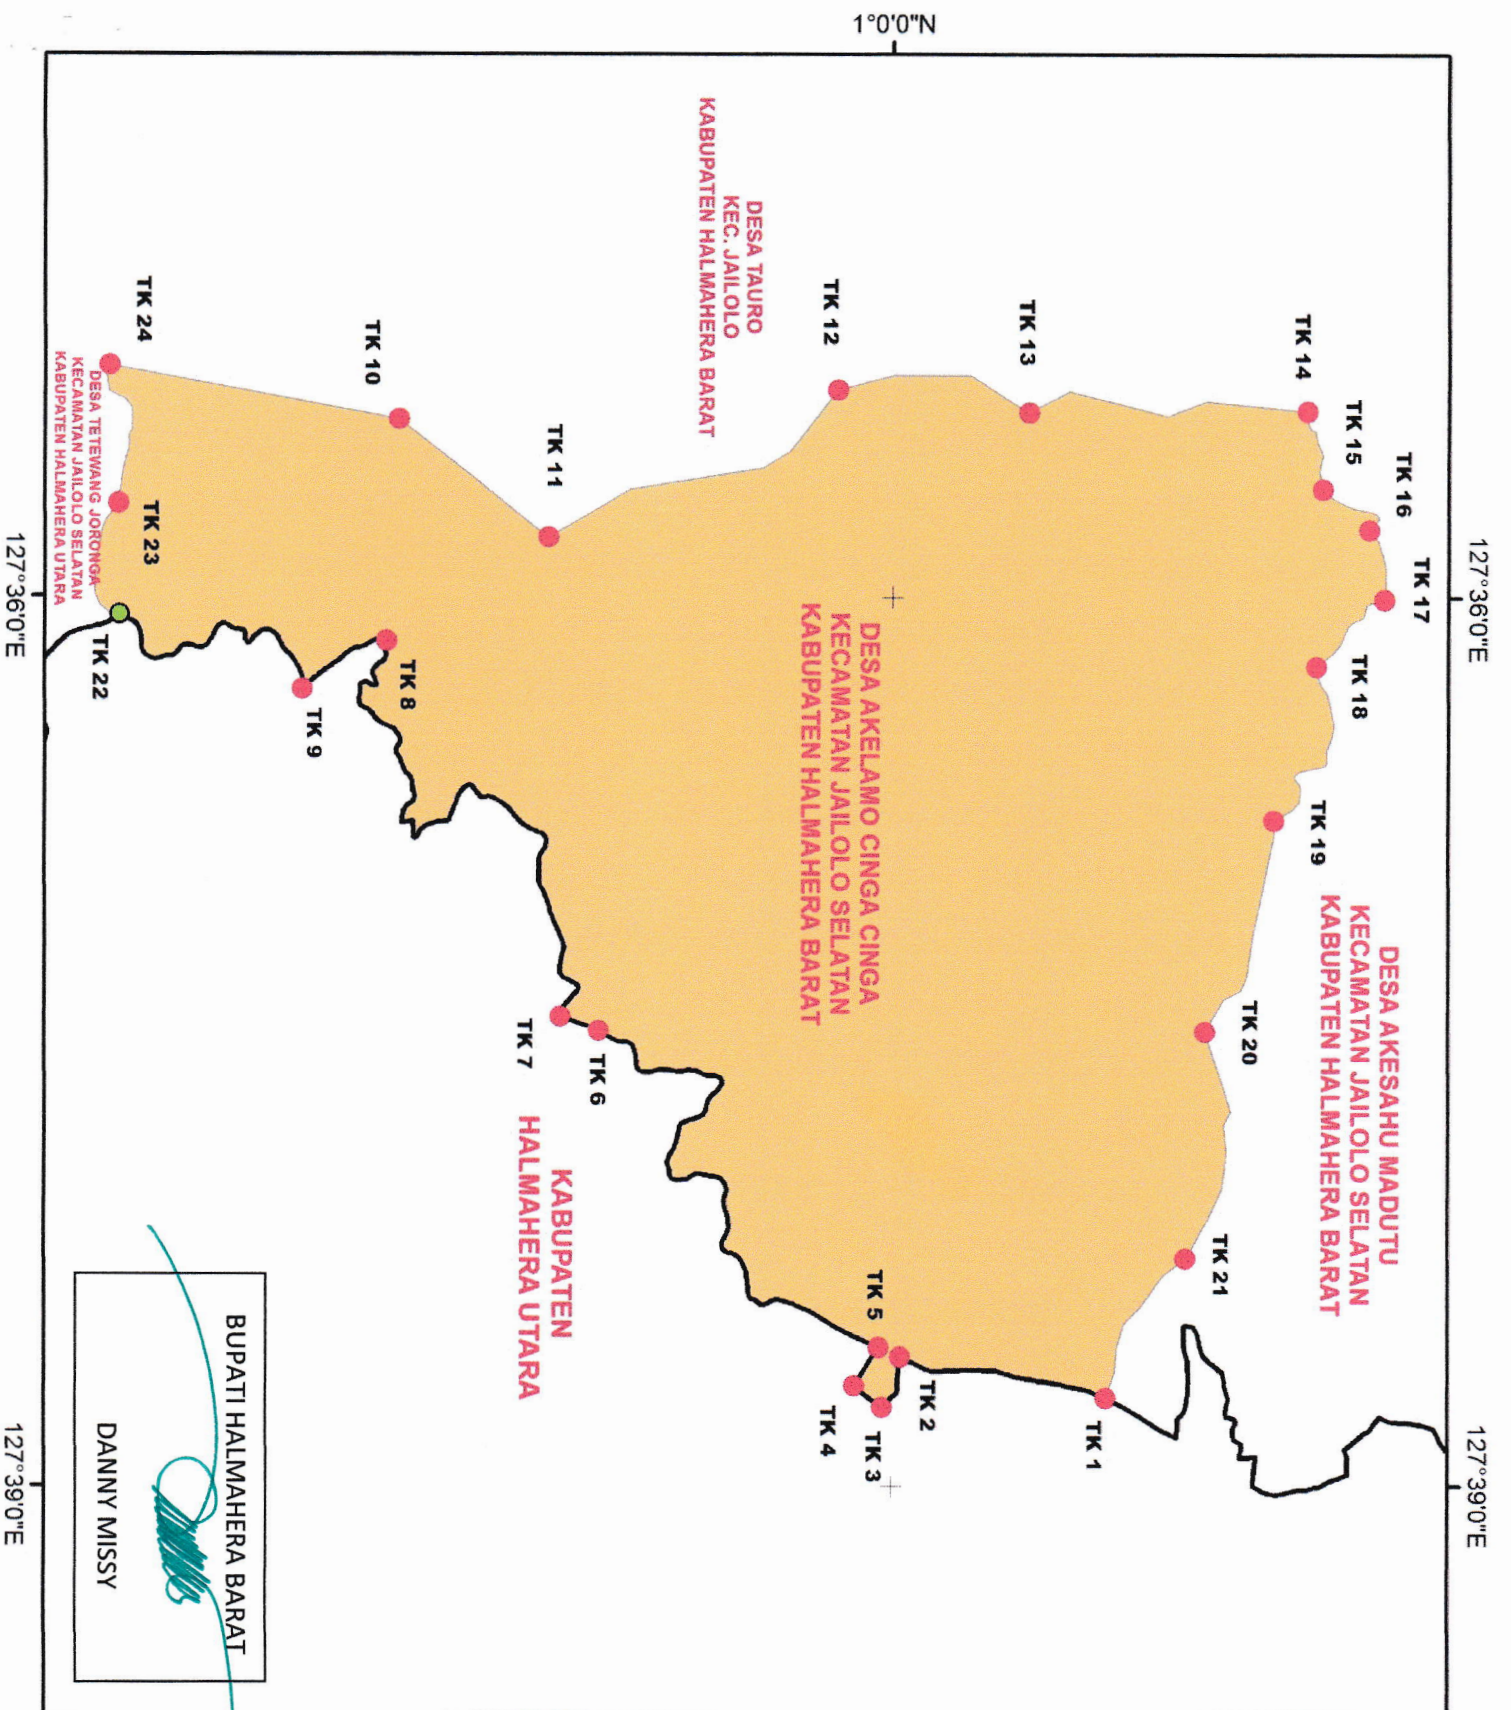 1°0'0"N
127°36'0"E
127°39'0"E
127°36'0"E
127°39'0"E
DESA AKESAHU MADUTU
KECAMATAN JAILOLO SELATAN
KABUPATEN HALMAHERA BARAT
DESA TAURO
KEC. JAILOLO
KABUPATEN HALMAHERA BARAT
DESA AKELAMO CINGA CINGA
KECAMATAN JAILOLO SELATAN
KABUPATEN HALMAHERA BARAT
KABUPATEN
HALMAHERA UTARA
DESA TETEWANG JORONGA
KECAMATAN JAILOLO SELATAN
KABUPATEN HALMAHERA UTARA
TK 17
TK 16
TK 15
TK 14
TK 18
TK 19
TK 20
TK 21
TK 13
TK 12
TK 11
TK 10
TK 24
TK 23
TK 22
TK 8
TK 9
TK 7
TK 6
TK 5
TK 2
TK 3
TK 4
TK 1
BUPATI HALMAHERA BARAT
DANNY MISSY